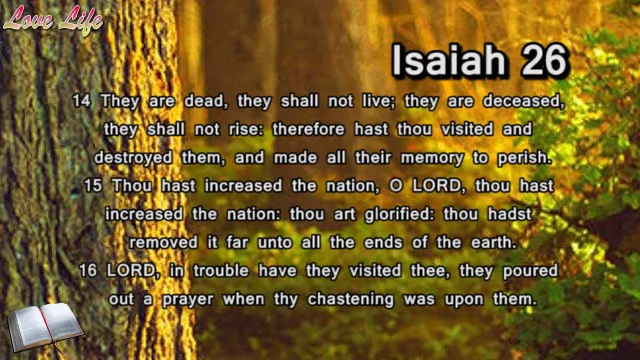 Love Life
Isaiah 26
14 They are dead, they shall not live; they are deceased,
they shall not rise: therefore hast thou visited and
destroyed them, and made all their memory to perish.
15 Thou hast increased the nation, O LORD, thou hast
increased the nation: thou art glorified: thou hadst
removed it far unto all the ends of the earth.
16 LORD, in trouble have they visited thee, they poured
out a prayer when thy chastening was upon them.